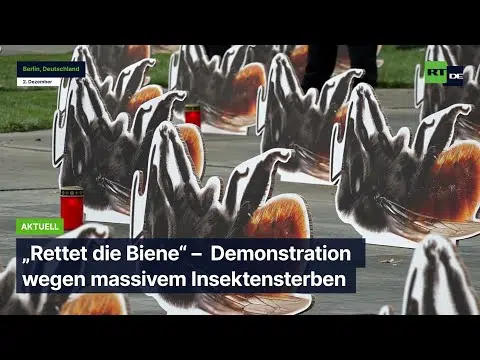 Berlin, Deutschland
2. Dezember
RT DE
AKTUELL
„Rettet die Biene“ – Demonstration
wegen massivem Insektensterben